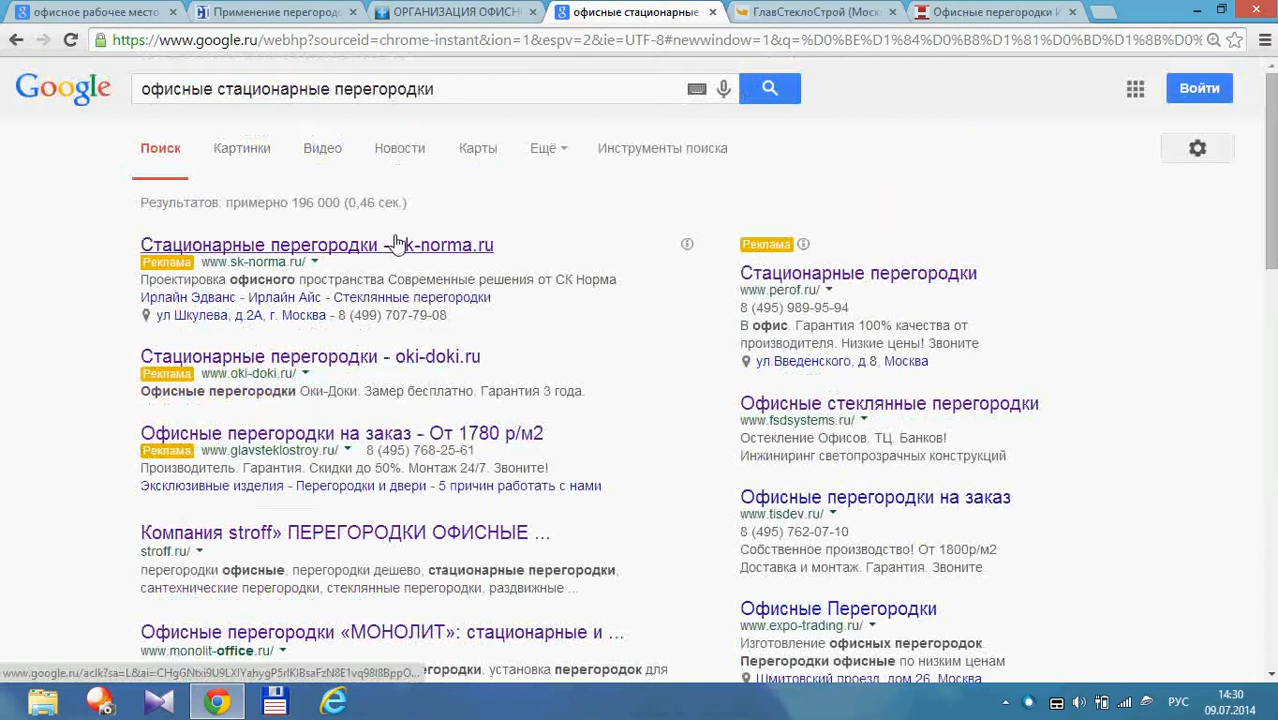 офисное рабочее место
Применение перегородо
ОРГАНИЗАЦИЯ ОФИСН
офисные стационарные
ГлавСтеклоСтрой (Москв
Офисные перегородки И
https://www.google.ru/webhp?sourceid=chrome-instant&ion=1&espv=2&ie=UTF-8#newwindow=1&q=%D0%BE%D1%84%D0%B8%D1%81%D0%BD%D1%8B%D0%
Google
офисные стационарные перегородки
Войти
Поиск Картинки Видео Новости Карты Ещё Инструменты поиска
Результатов: примерно 196 000 (0,46 сек.)
Стационарные перегородки - sk-norma.ru
Реклама www.sk-norma.ru/
Проектировка офисного пространства Современные решения от СК Норма
Ирлайн Эдванс - Ирлайн Айс - Стеклянные перегородки
ул Шкулева, д.2А, г. Москва - 8 (499) 707-79-08
Стационарные перегородки - oki-doki.ru
Реклама www.oki-doki.ru/
Офисные перегородки Оки-Доки. Замер бесплатно. Гарантия 3 года.
Офисные перегородки на заказ - От 1780 р/м2
Реклама www.glavsteklostroy.ru/ 8 (495) 768-25-61
Производитель. Гарантия. Скидки до 50%. Монтаж 24/7. Звоните!
Эксклюзивные изделия - Перегородки и двери - 5 причин работать с нами
Компания stroff» ПЕРЕГОРОДКИ ОФИСНЫЕ ...
stroff.ru/
перегородки офисные, перегородки дешево, стационарные перегородки,
сантехнические перегородки, стеклянные перегородки, раздвижные ...
Офисные перегородки «МОНОЛИТ»: стационарные и ...
www.monolit-office.ru/
городки, установка перегородок для
Реклама
Стационарные перегородки
www.perof.ru/
8 (495) 989-95-94
В офис. Гарантия 100% качества от
производителя. Низкие цены! Звоните
ул.Введенского, д.8, Москва
Офисные стеклянные перегородки
www.fsdsystems.ru/
Остекление Офисов, ТЦ. Банков!
Инжиниринг светопрозрачных конструкций
Офисные перегородки на заказ
www.tisdev.ru/
8 (495) 762-07-10
Собственное производство! От 1800р/м2
Доставка и монтаж. Гарантия. Звоните
Офисные Перегородки
www.expo-trading.ru/
Изготовление офисных перегородок
Перегородки офисные по низким ценам
Шмитовский проезд, дом 26, Москва
РУС
14:30
09.07.2014